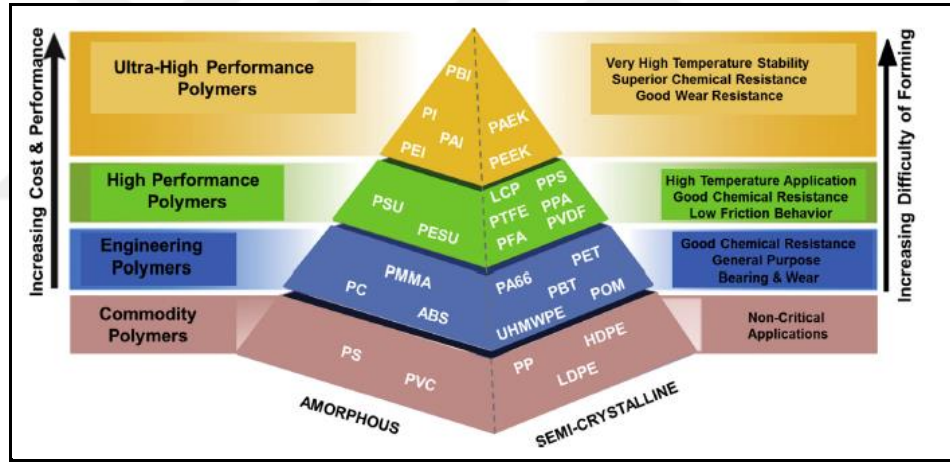 Increasing Cost & Performance
Ultra-High Performance
Polymers
PBI
PI
PAI
PEI
PAEK
PEEK
Very High Temperature Stability
Superior Chemical Resistance
Good Wear Resistance
Increasing Difficulty of Forming
High Performance
Polymers
PSU
PESU
LCP
PPS
PTFE
PPA
PFA
PVDF
High Temperature Application
Good Chemical Resistance
Low Friction Behavior
Engineering
Polymers
PMMA
PC
ABS
PA66
PET
PBT
POM
UHMWPE
Good Chemical Resistance
General Purpose
Bearing & Wear
Commodity
Polymers
PS
PVC
PP
HDPE
LDPE
Non-Critical
Applications
AMORPHOUS
SEMI-CRYSTALLINE